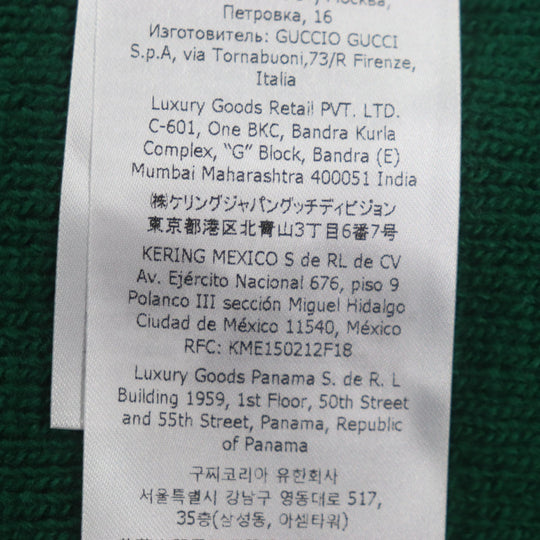 Москва,
Петровка, 16
Изготовитель: GUCCIO GUCCI
S.p.A, via Tornabuoni,73/R Firenze,
Italia
Luxury Goods Retail PVT. LTD.
C-601, One BKC, Bandra Kurla
Complex, “G” Block, Bandra (E)
Mumbai Maharashtra 400051 India
㈱ケリングジャパングッチディビジョン
東京都港区北青山3丁目6番7号
KERING MEXICO S de RL de CV
Av. Ejército Nacional 676, piso 9
Polanco III sección Miguel Hidalgo
Ciudad de México 11540, México
RFC: KME150212F18
Luxury Goods Panama S. de R. L
Building 1959, 1st Floor, 50th Street
and 55th Street, Panama, Republic
of Panama
구찌코리아 유한회사
서울특별시 강남구 영동대로 517,
35층(삼성동, 아셈타워)